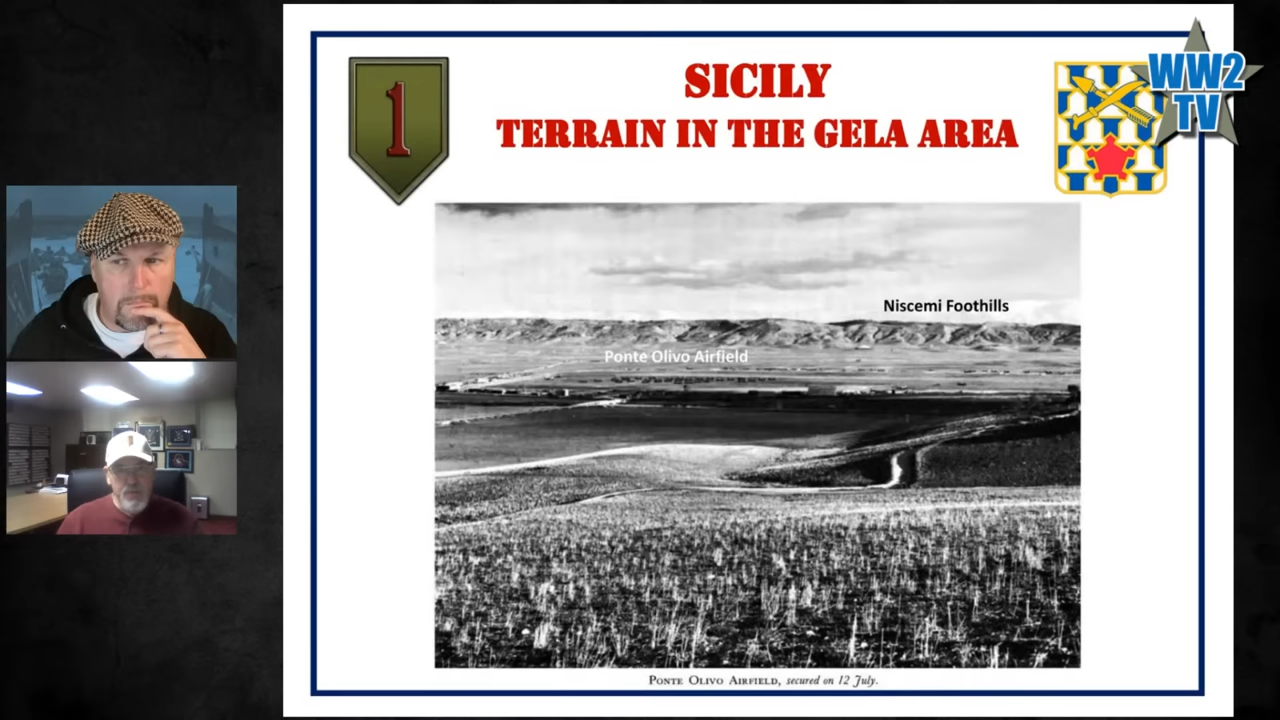 1
SICILY
TERRAIN IN THE GELA AREA
WW2
TV
Niscemi Foothills
Ponte Olivo Airfield
PONTE OLIVO AIRFIELD, secured on 12 July.